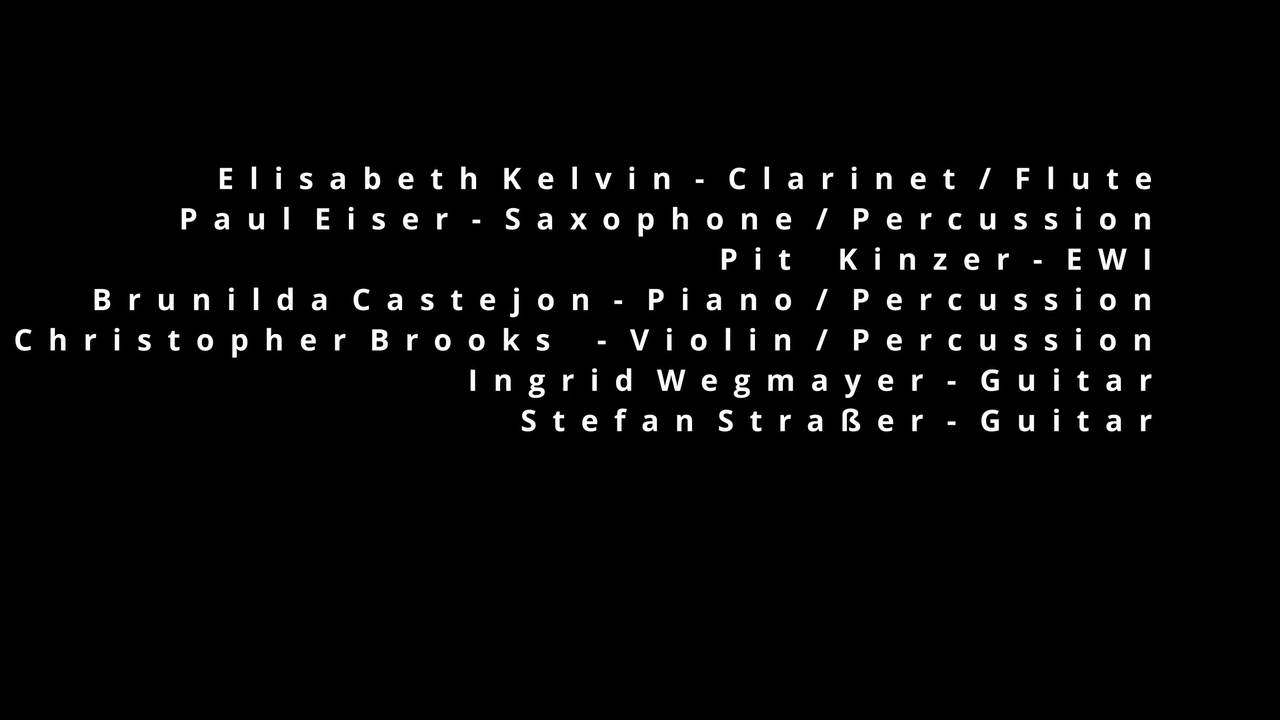 Elisabeth Kelvin - Clarinet / Flute
Paul Eiser - Saxophone / Percussion
Pit Kinzer - EWI
Brunilda Castejon - Piano / Percussion
Christopher Brooks - Violin / Percussion
Ingrid Wegmayer - Guitar
Stefan Straßer - Guitar